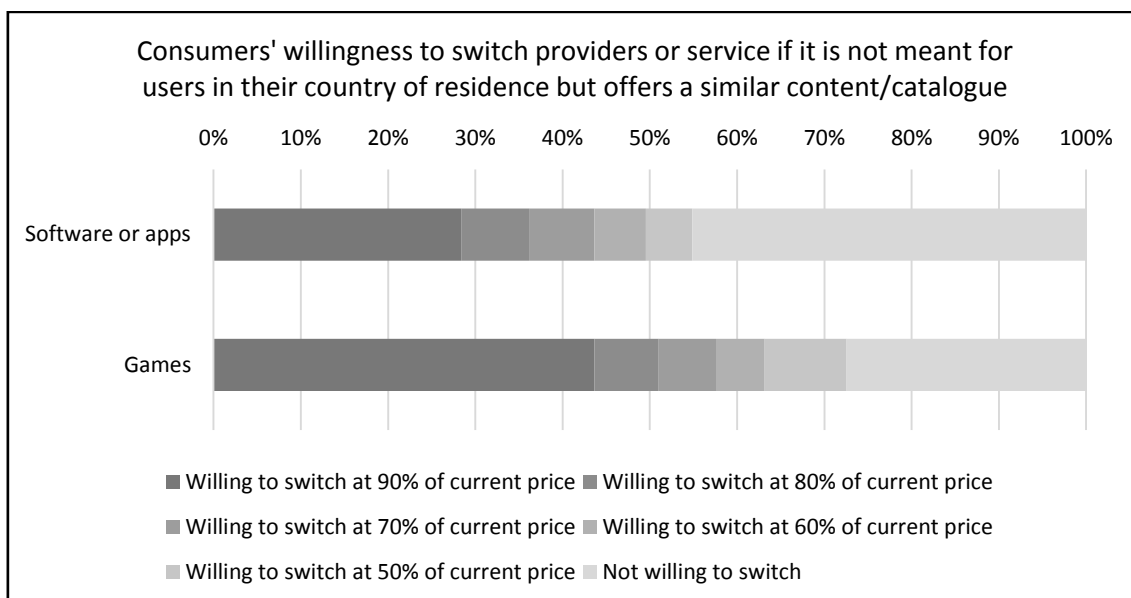 Consumers' willingness to switch providers or service if it is not meant for
users in their country of residence but offers a similar content/catalogue
0% 10% 20% 30% 40% 50% 60% 70% 80% 90% 100%
Software or apps
Games
Willing to switch at 90% of current price Willing to switch at 80% of current price
Willing to switch at 70% of current price Willing to switch at 60% of current price
Willing to switch at 50% of current price Not willing to switch